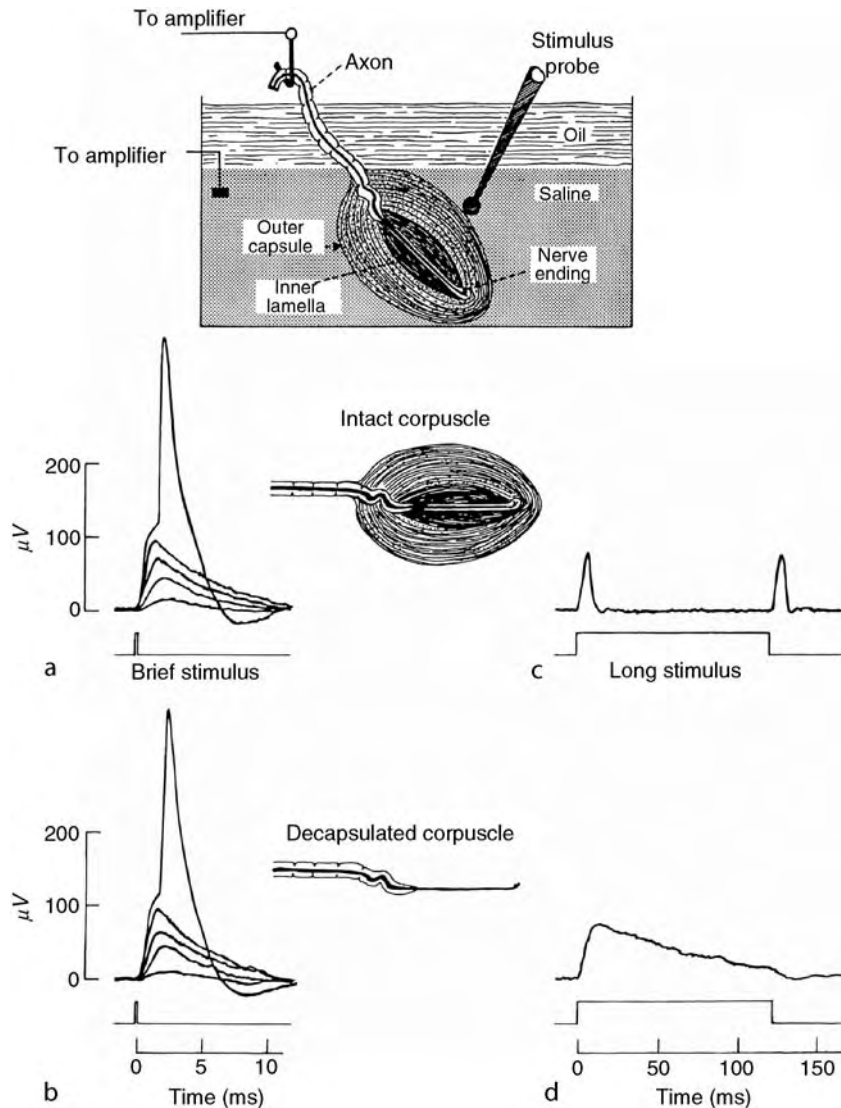 To amplifier
Axon
Stimulus
probe
Oil
To amplifier
Saline
Outer
capsule
Nerve
ending
Inner
lamella
Intact corpuscle
200
100
0
μV
a
Brief stimulus
c
Long stimulus
Decapsulated corpuscle
200
100
0
μV
0 5 10
0 50 100 150
b
Time (ms)
d
Time (ms)